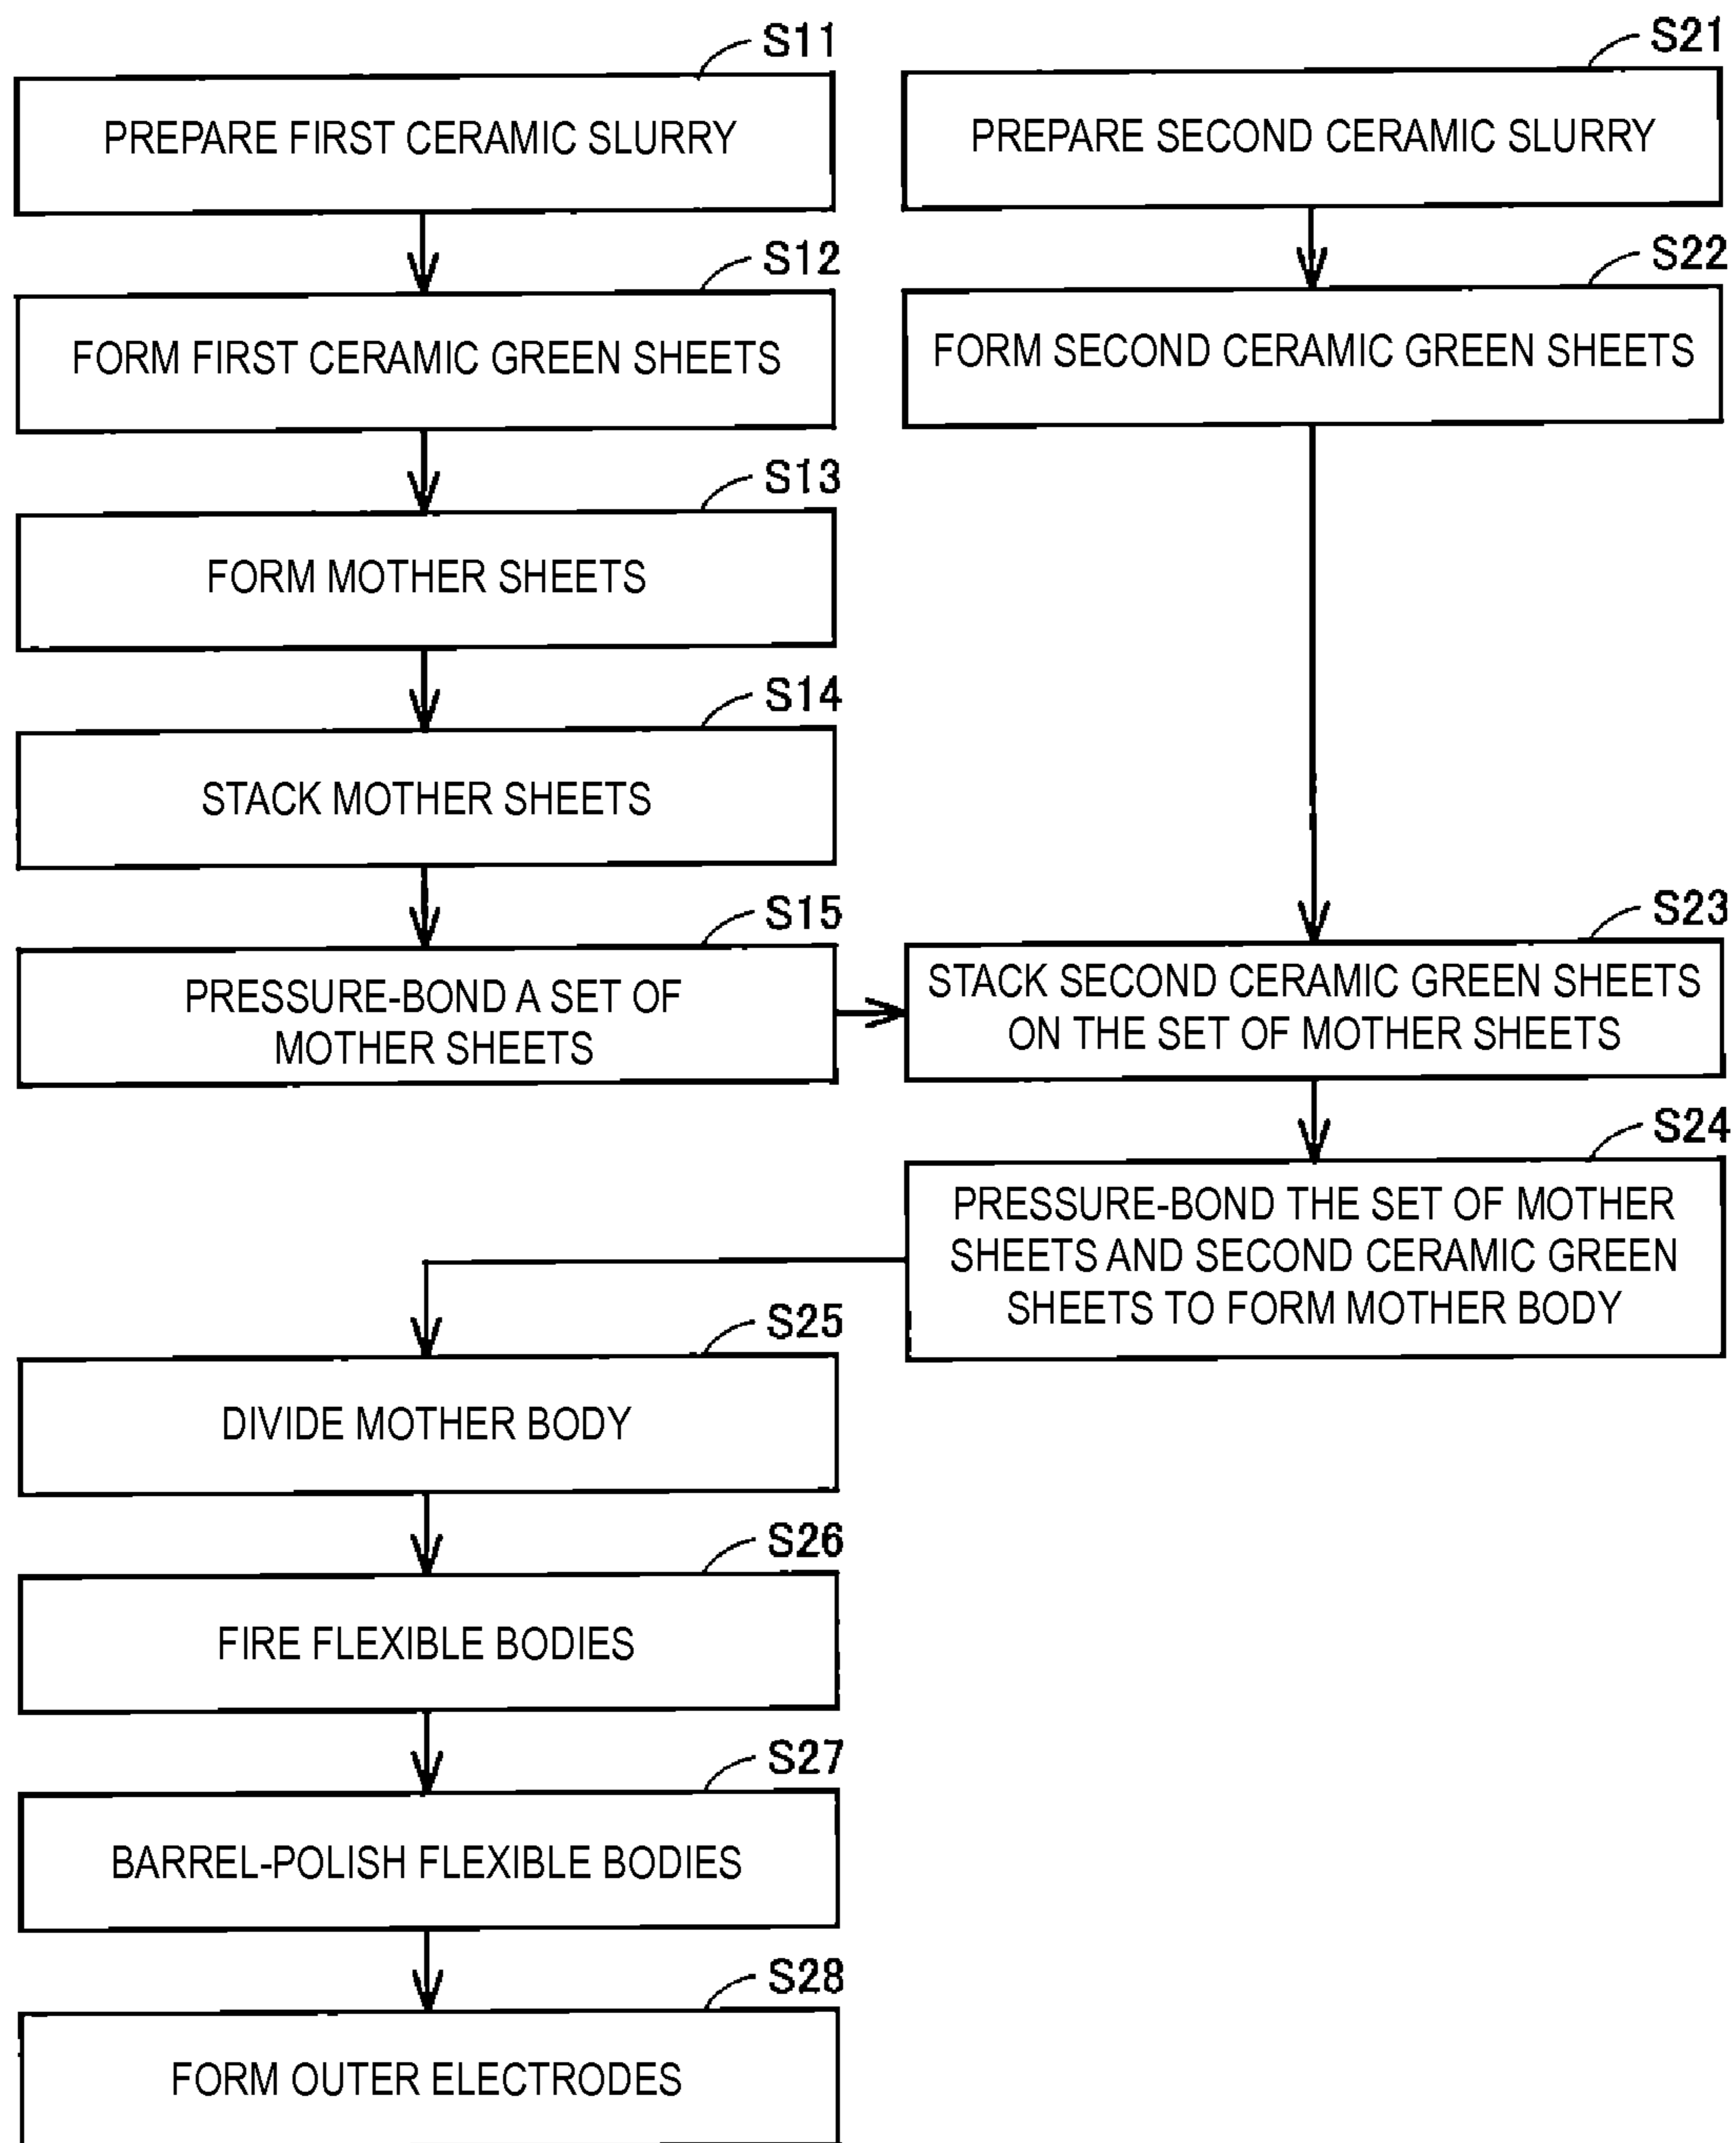 S11
PREPARE FIRST CERAMIC SLURRY
S21
PREPARE SECOND CERAMIC SLURRY
S12
FORM FIRST CERAMIC GREEN SHEETS
S22
FORM SECOND CERAMIC GREEN SHEETS
S13
FORM MOTHER SHEETS
S14
STACK MOTHER SHEETS
S15
PRESSURE-BOND A SET OF
MOTHER SHEETS
S23
STACK SECOND CERAMIC GREEN SHEETS
ON THE SET OF MOTHER SHEETS
S24
PRESSURE-BOND THE SET OF MOTHER
SHEETS AND SECOND CERAMIC GREEN
SHEETS TO FORM MOTHER BODY
S25
DIVIDE MOTHER BODY
S26
FIRE FLEXIBLE BODIES
S27
BARREL-POLISH FLEXIBLE BODIES
S28
FORM OUTER ELECTRODES